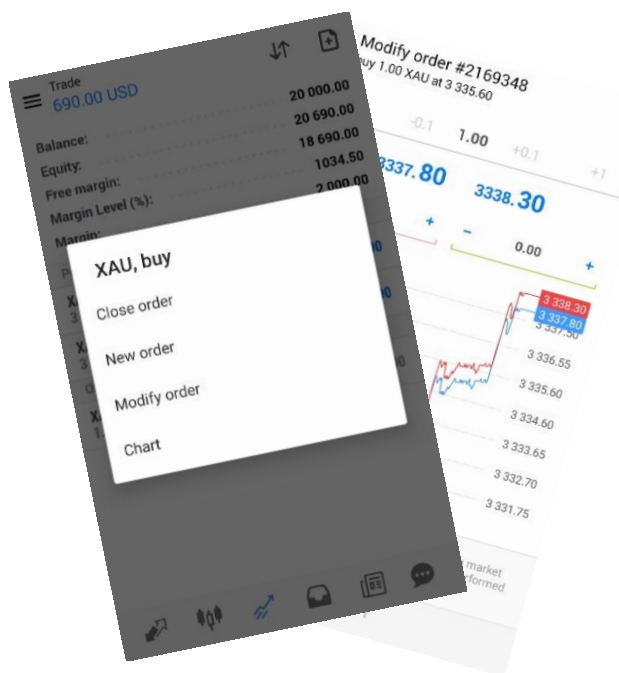 Trade
690.00 USD
Balance: 20 000.00
Equity: 20 690.00
Free margin: 18 690.00
Margin Level (%): 1034.50
Margin: 2 000.00
XAU, buy
Close order
New order
Modify order
Chart
Modify order #2169348
buy 1.00 XAU at 3 335.60
-0.1 1.00 +0.1 +1
3337.80 3338.30
+ − 0.00 +
3 338.30
3 337.80
3 337.50
3 336.55
3 335.60
3 334.60
3 333.65
3 332.70
3 331.75
market